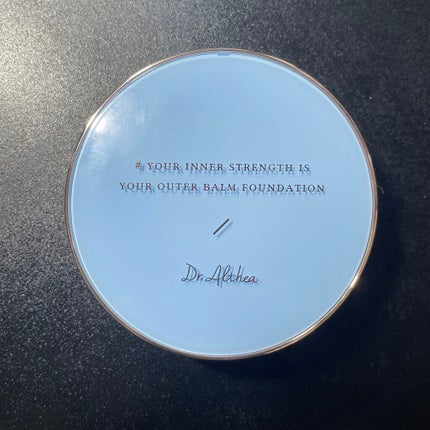 # YOUR INNER STRENGTH IS
YOUR OUTER BALM FOUNDATION
/
Dr. Althea